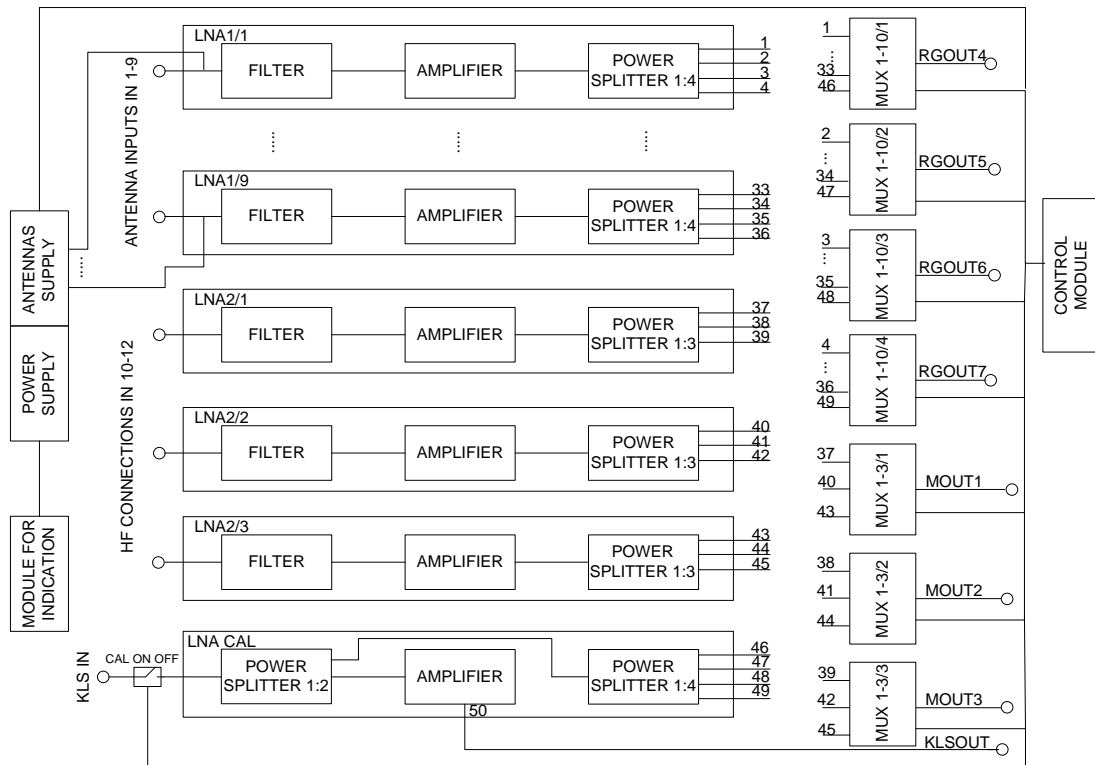 LNA1/1
FILTER
AMPLIFIER
POWER
SPLITTER 1:4
1
2
3
4
ANTENNA INPUTS IN 1-9
.....
.....
.....
LNA1/9
FILTER
AMPLIFIER
POWER
SPLITTER 1:4
33
34
35
36
ANTENNAS
SUPPLY
.....
POWER
SUPPLY
MODULE FOR
INDICATION
HF CONNECTIONS IN 10-12
LNA2/1
FILTER
AMPLIFIER
POWER
SPLITTER 1:3
37
38
39
LNA2/2
FILTER
AMPLIFIER
POWER
SPLITTER 1:3
40
41
42
LNA2/3
FILTER
AMPLIFIER
POWER
SPLITTER 1:3
43
44
45
KLS IN
CAL ON OFF
LNA CAL
POWER
SPLITTER 1:2
AMPLIFIER
50
POWER
SPLITTER 1:4
46
47
48
49
1
....
33
46
MUX 1-10/1
RGOUT4
2
...
34
47
MUX 1-10/2
RGOUT5
3
...
35
48
MUX 1-10/3
RGOUT6
4
...
36
49
MUX 1-10/4
RGOUT7
37
40
43
MUX 1-3/1
MOUT1
38
41
44
MUX 1-3/2
MOUT2
39
42
45
MUX 1-3/3
MOUT3
KLSOUT
CONTROL
MODULE